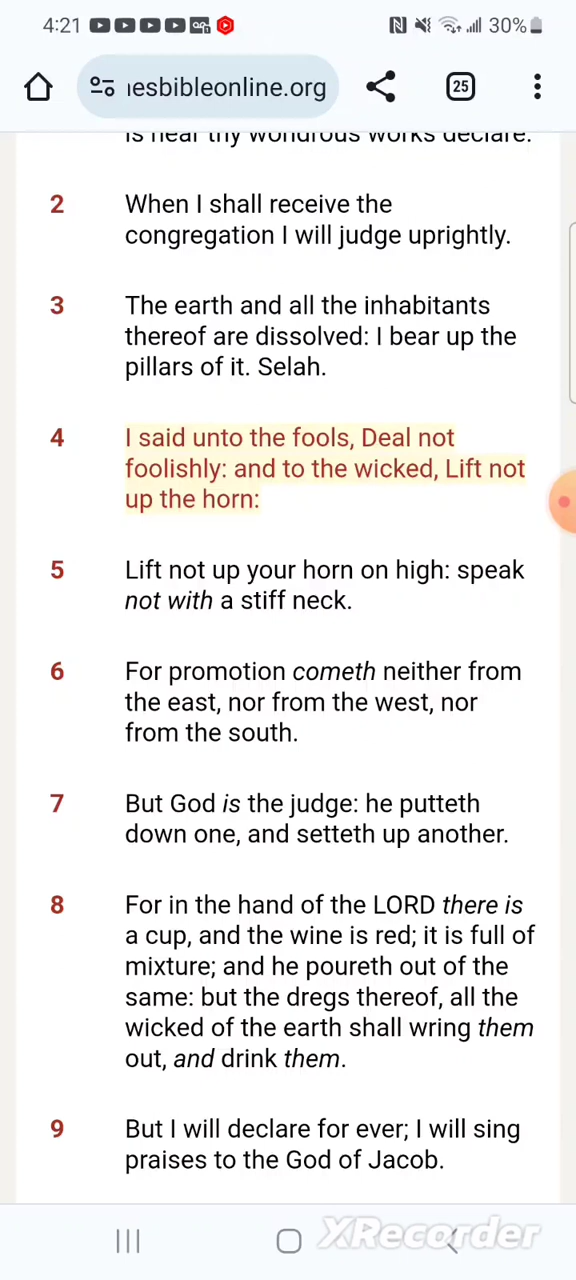 4:21
30%
ıesbibleonline.org
25
is near thy wondrous works declare.
2 When I shall receive the
congregation I will judge uprightly.
3 The earth and all the inhabitants
thereof are dissolved: I bear up the
pillars of it. Selah.
4 I said unto the fools, Deal not
foolishly: and to the wicked, Lift not
up the horn:
5 Lift not up your horn on high: speak
not with a stiff neck.
6 For promotion cometh neither from
the east, nor from the west, nor
from the south.
7 But God is the judge: he putteth
down one, and setteth up another.
8 For in the hand of the LORD there is
a cup, and the wine is red; it is full of
mixture; and he poureth out of the
same: but the dregs thereof, all the
wicked of the earth shall wring them
out, and drink them.
9 But I will declare for ever; I will sing
praises to the God of Jacob.
XRecorder